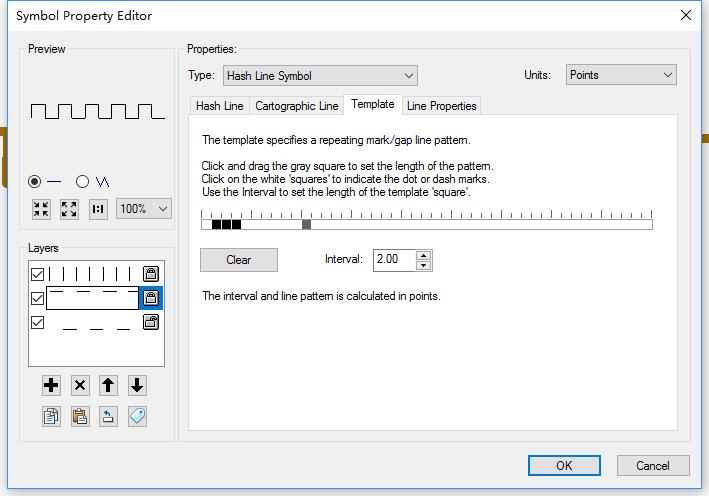 Symbol Property Editor
Preview
Properties:
Type: Hash Line Symbol Units: Points
Hash Line Cartographic Line Template Line Properties
The template specifies a repeating mark/gap line pattern.
Click and drag the gray square to set the length of the pattern.
Click on the white 'squares' to indicate the dot or dash marks.
Use the Interval to set the length of the template 'square'.
1:1 100%
Layers
Clear Interval: 2.00
The interval and line pattern is calculated in points.
OK Cancel